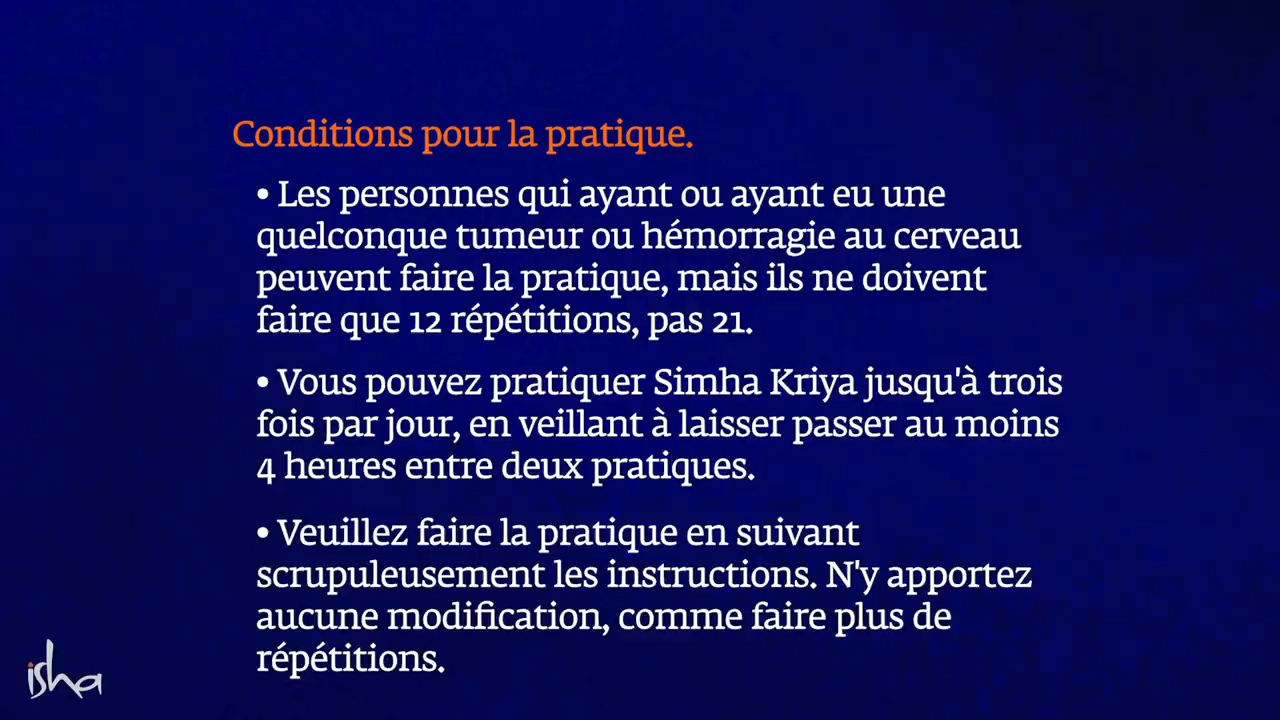 Conditions pour la pratique.
• Les personnes qui ayant ou ayant eu une
quelconque tumeur ou hémorragie au cerveau
peuvent faire la pratique, mais ils ne doivent
faire que 12 répétitions, pas 21.
• Vous pouvez pratiquer Simha Kriya jusqu'à trois
fois par jour, en veillant à laisser passer au moins
4 heures entre deux pratiques.
• Veuillez faire la pratique en suivant
scrupuleusement les instructions. N'y apportez
aucune modification, comme faire plus de
répétitions.
isha